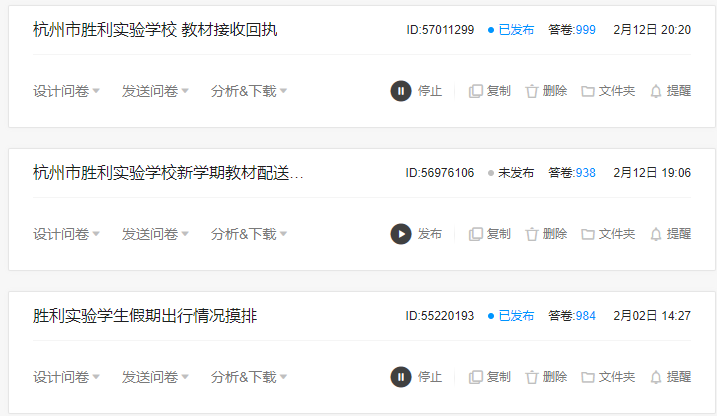 杭州市胜利实验学校 教材接收回执 ID:57011299 已发布 答卷:999 2月12日 20:20
设计问卷 发送问卷 分析&下载 停止 复制 删除 文件夹 提醒
杭州市胜利实验学校新学期教材配送... ID:56976106 未发布 答卷:938 2月12日 19:06
设计问卷 发送问卷 分析&下载 发布 复制 删除 文件夹 提醒
胜利实验学生假期出行情况摸排 ID:55220193 已发布 答卷:984 2月02日 14:27
设计问卷 发送问卷 分析&下载 停止 复制 删除 文件夹 提醒